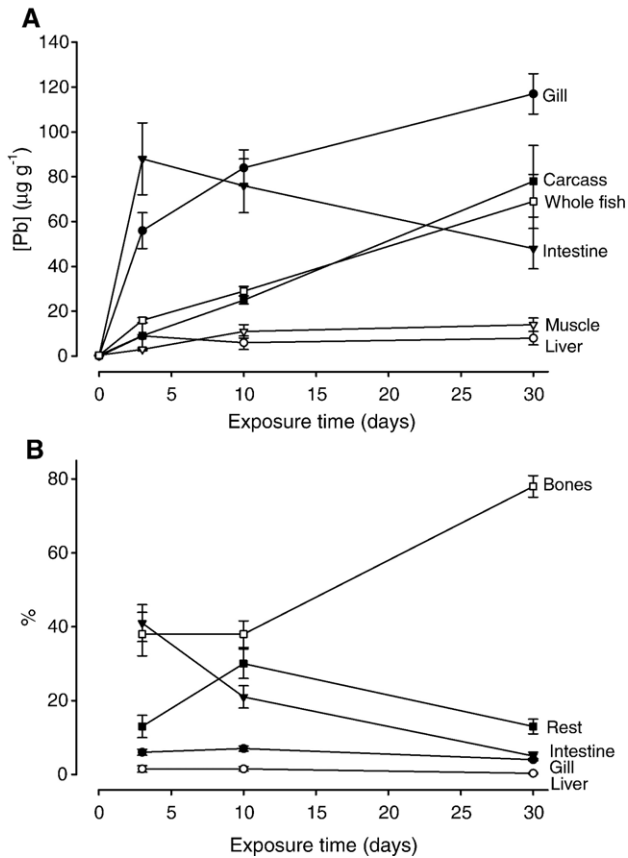 A
140
120
100
80
60
40
20
0
[Pb] (µg g⁻¹)
Gill
Carcass
Whole fish
Intestine
Muscle
Liver
0 5 10 15 20 25 30
Exposure time (days)
B
80
60
40
20
0
%
Bones
Rest
Intestine
Gill
Liver
0 5 10 15 20 25 30
Exposure time (days)